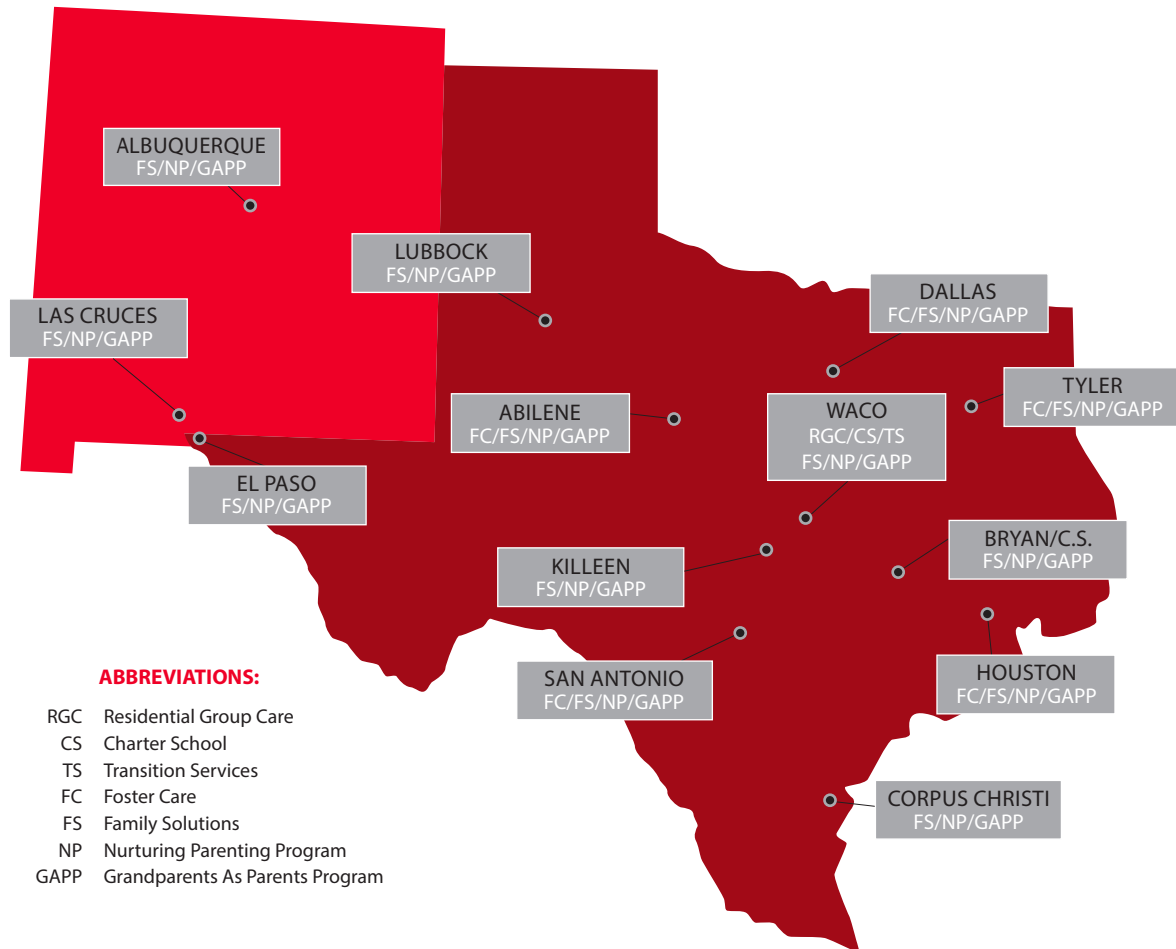 ALBUQUERQUE
FS/NP/GAPP
LUBBOCK
FS/NP/GAPP
DALLAS
FC/FS/NP/GAPP
LAS CRUCES
FS/NP/GAPP
TYLER
FC/FS/NP/GAPP
ABILENE
FC/FS/NP/GAPP
WACO
RGC/CS/TS
FS/NP/GAPP
EL PASO
FS/NP/GAPP
BRYAN/C.S.
FS/NP/GAPP
KILLEEN
FS/NP/GAPP
SAN ANTONIO
FC/FS/NP/GAPP
HOUSTON
FC/FS/NP/GAPP
CORPUS CHRISTI
FS/NP/GAPP
ABBREVIATIONS:
RGC Residential Group Care
CS Charter School
TS Transition Services
FC Foster Care
FS Family Solutions
NP Nurturing Parenting Program
GAPP Grandparents As Parents Program